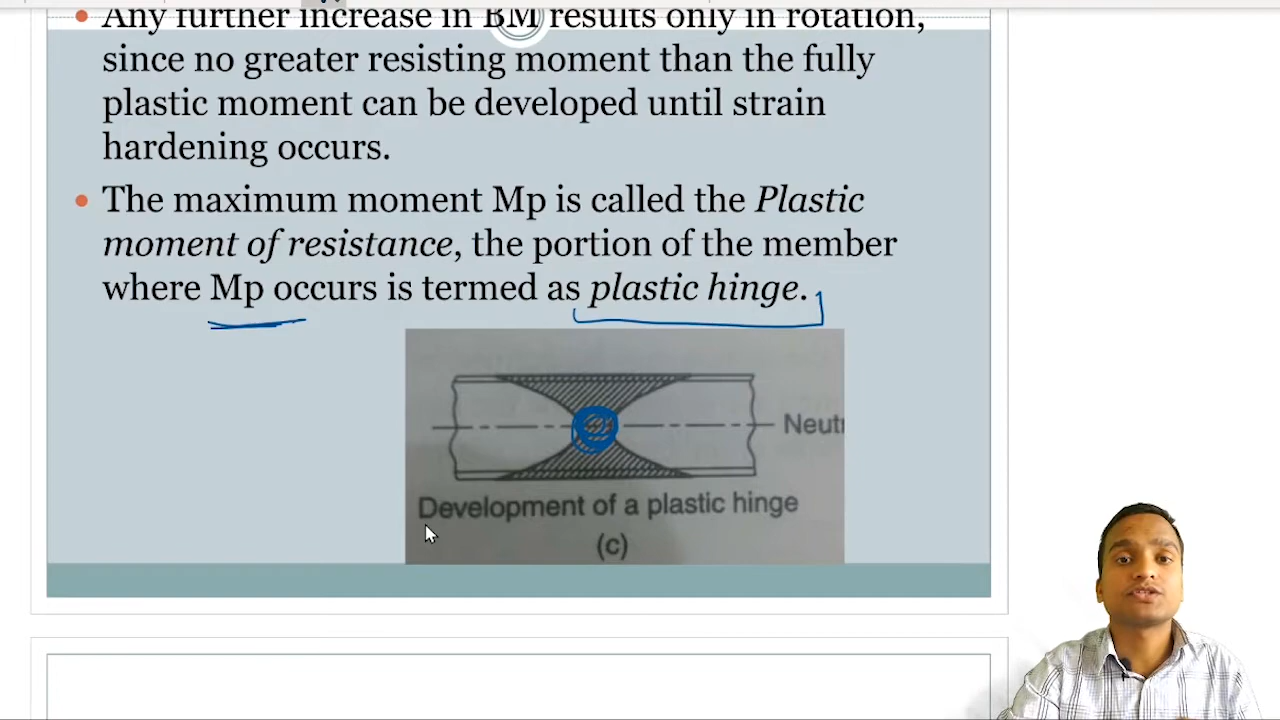 Any further increase in BM results only in rotation,
since no greater resisting moment than the fully
plastic moment can be developed until strain
hardening occurs.
The maximum moment Mp is called the Plastic
moment of resistance, the portion of the member
where Mp occurs is termed as plastic hinge.
Neut
Development of a plastic hinge
(c)